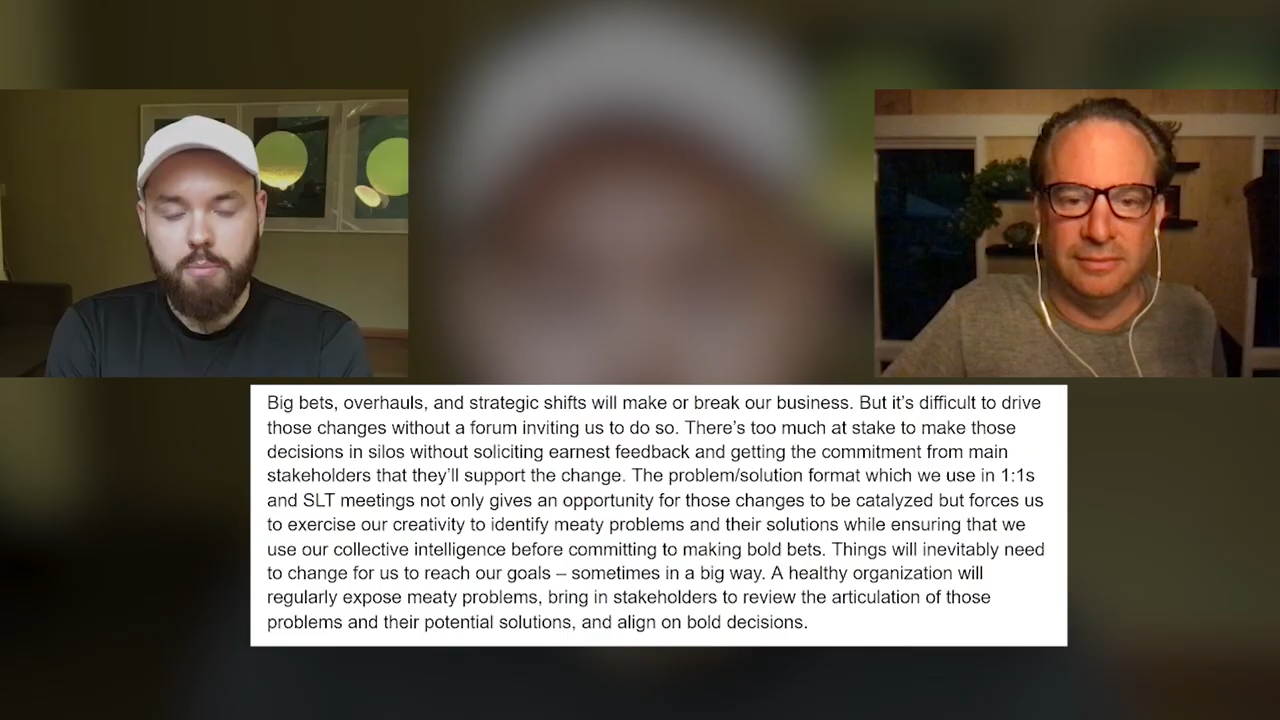 Big bets, overhauls, and strategic shifts will make or break our business. But it’s difficult to drive
those changes without a forum inviting us to do so. There’s too much at stake to make those
decisions in silos without soliciting earnest feedback and getting the commitment from main
stakeholders that they’ll support the change. The problem/solution format which we use in 1:1s
and SLT meetings not only gives an opportunity for those changes to be catalyzed but forces us
to exercise our creativity to identify meaty problems and their solutions while ensuring that we
use our collective intelligence before committing to making bold bets. Things will inevitably need
to change for us to reach our goals – sometimes in a big way. A healthy organization will
regularly expose meaty problems, bring in stakeholders to review the articulation of those
problems and their potential solutions, and align on bold decisions.